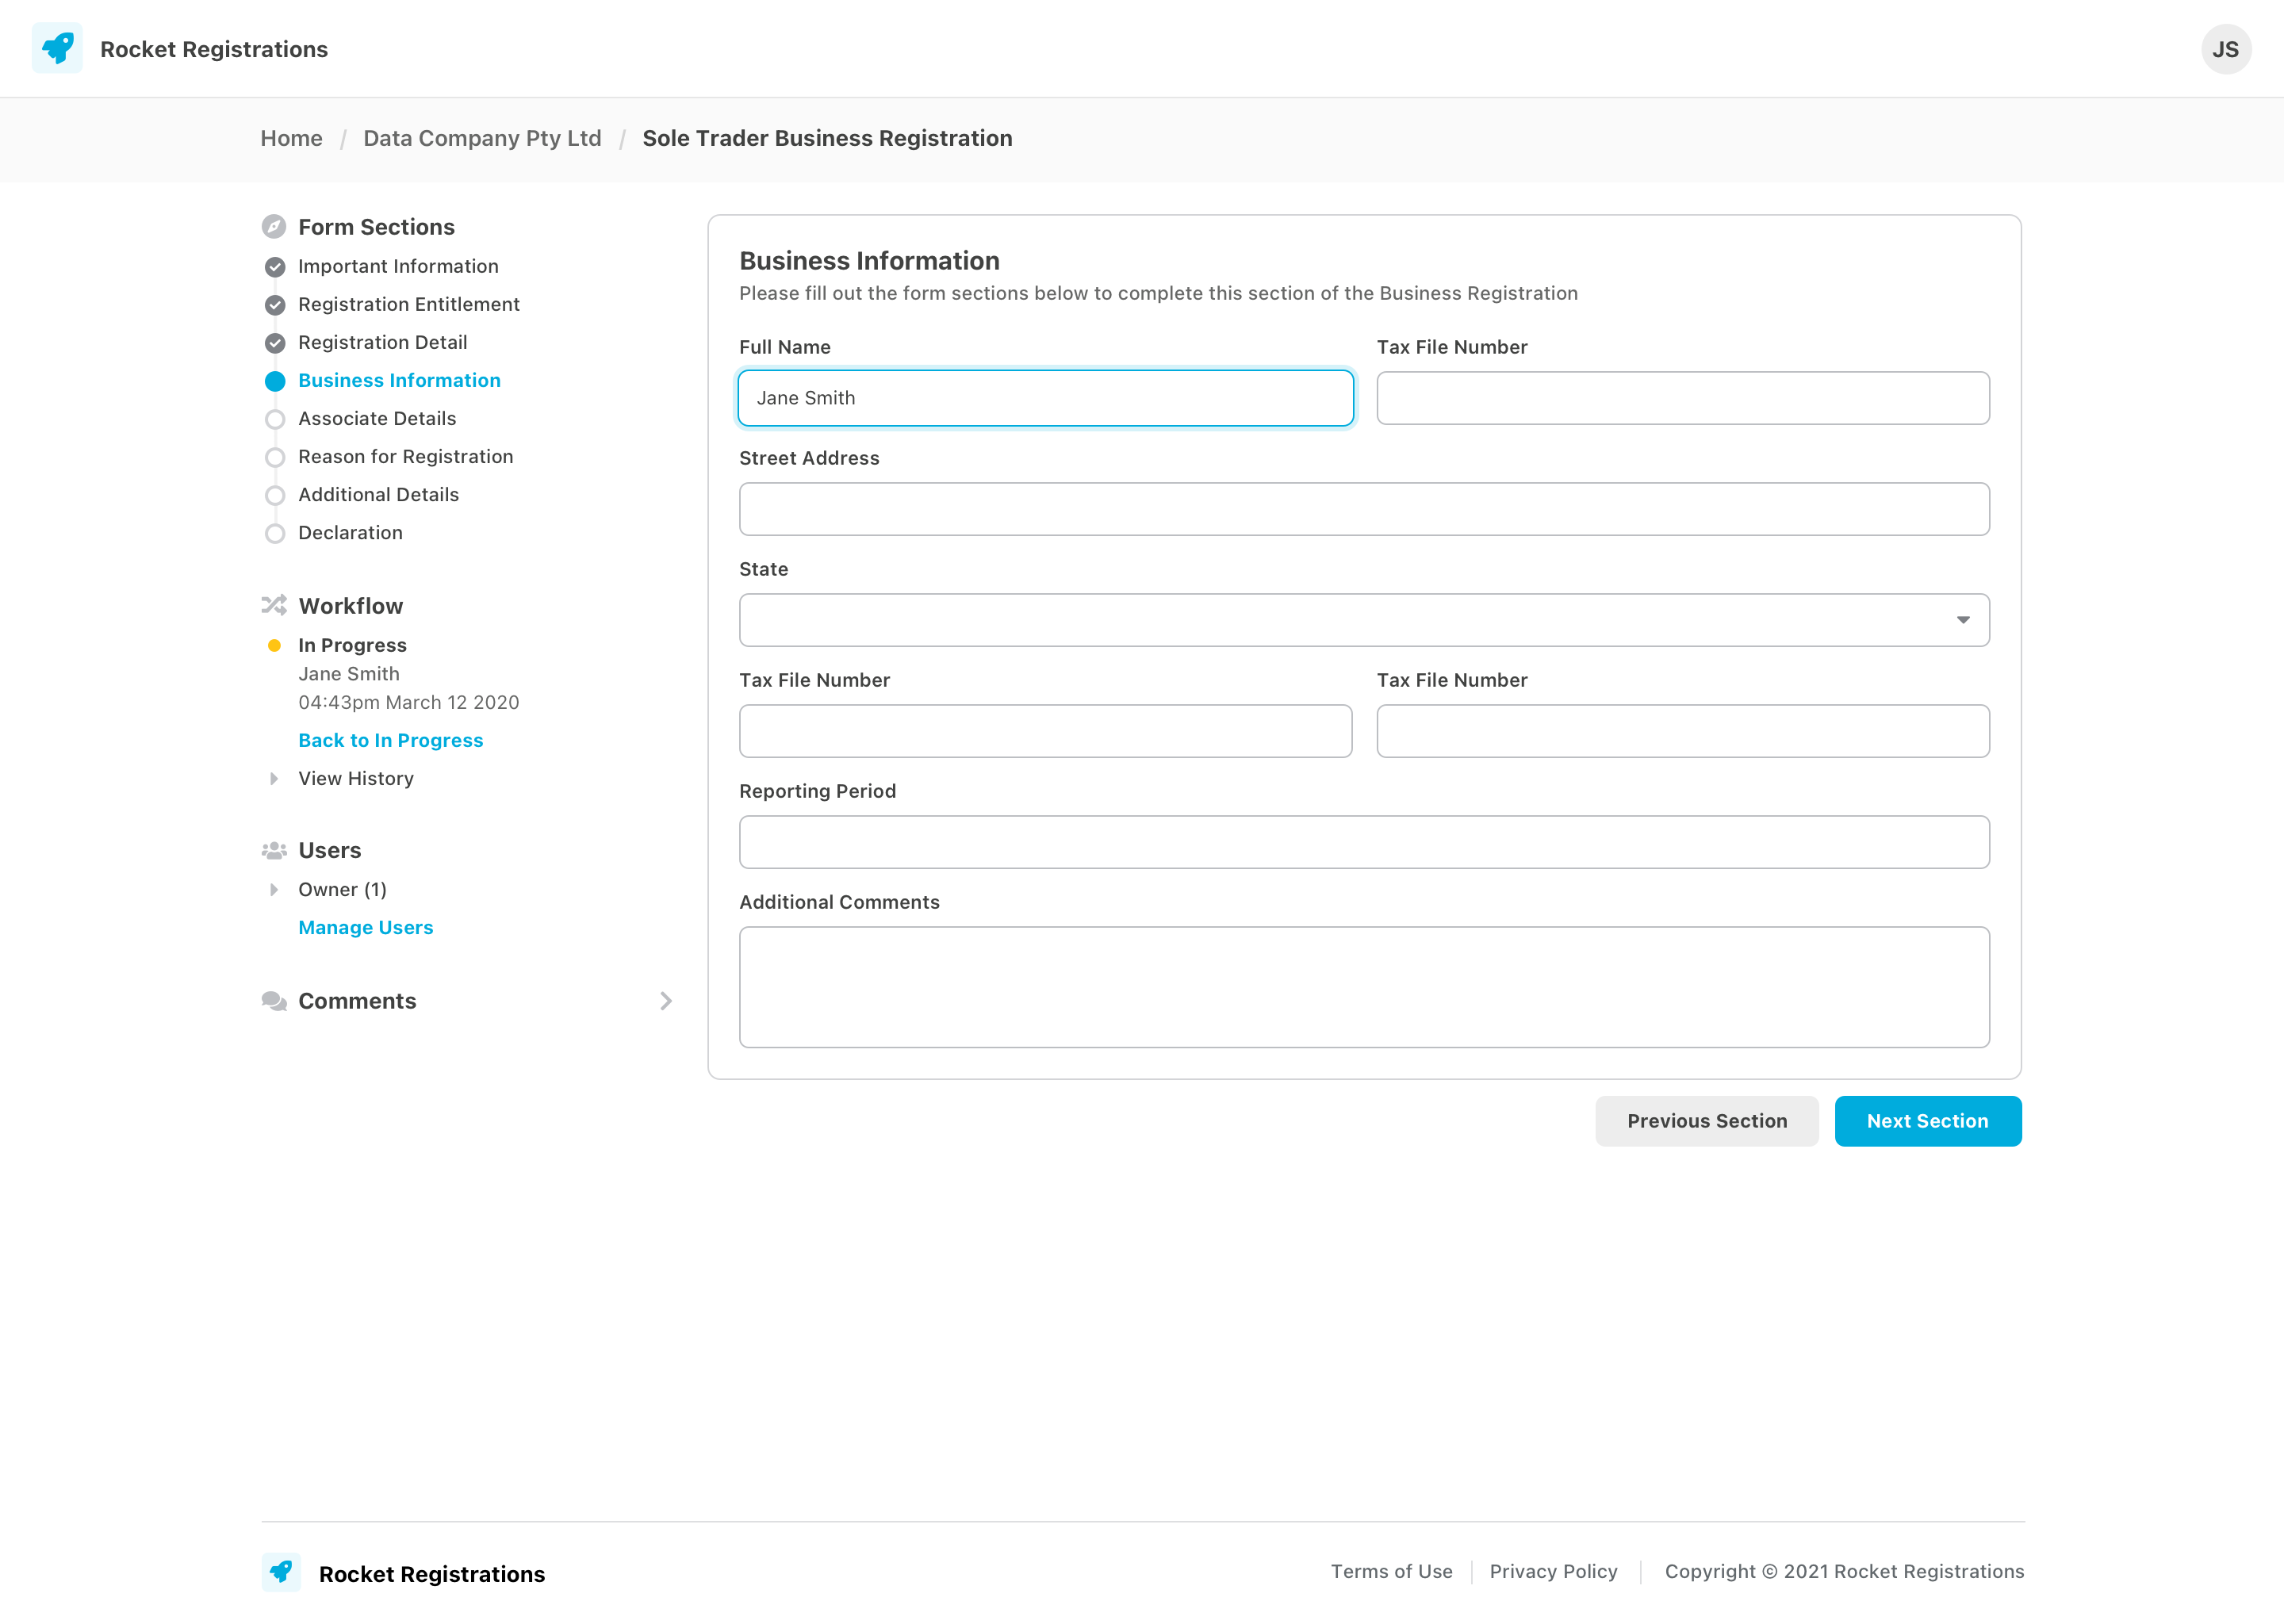 Rocket Registrations
JS
Home / Data Company Pty Ltd / Sole Trader Business Registration
Form Sections
Important Information
Registration Entitlement
Registration Detail
Business Information
Associate Details
Reason for Registration
Additional Details
Declaration
Workflow
In Progress
Jane Smith
04:43pm March 12 2020
Back to In Progress
View History
Users
Owner (1)
Manage Users
Comments
Business Information
Please fill out the form sections below to complete this section of the Business Registration
Full Name
Jane Smith
Tax File Number
Street Address
State
Tax File Number
Tax File Number
Reporting Period
Additional Comments
Previous Section
Next Section
Rocket Registrations
Terms of Use
Privacy Policy
Copyright © 2021 Rocket Registrations